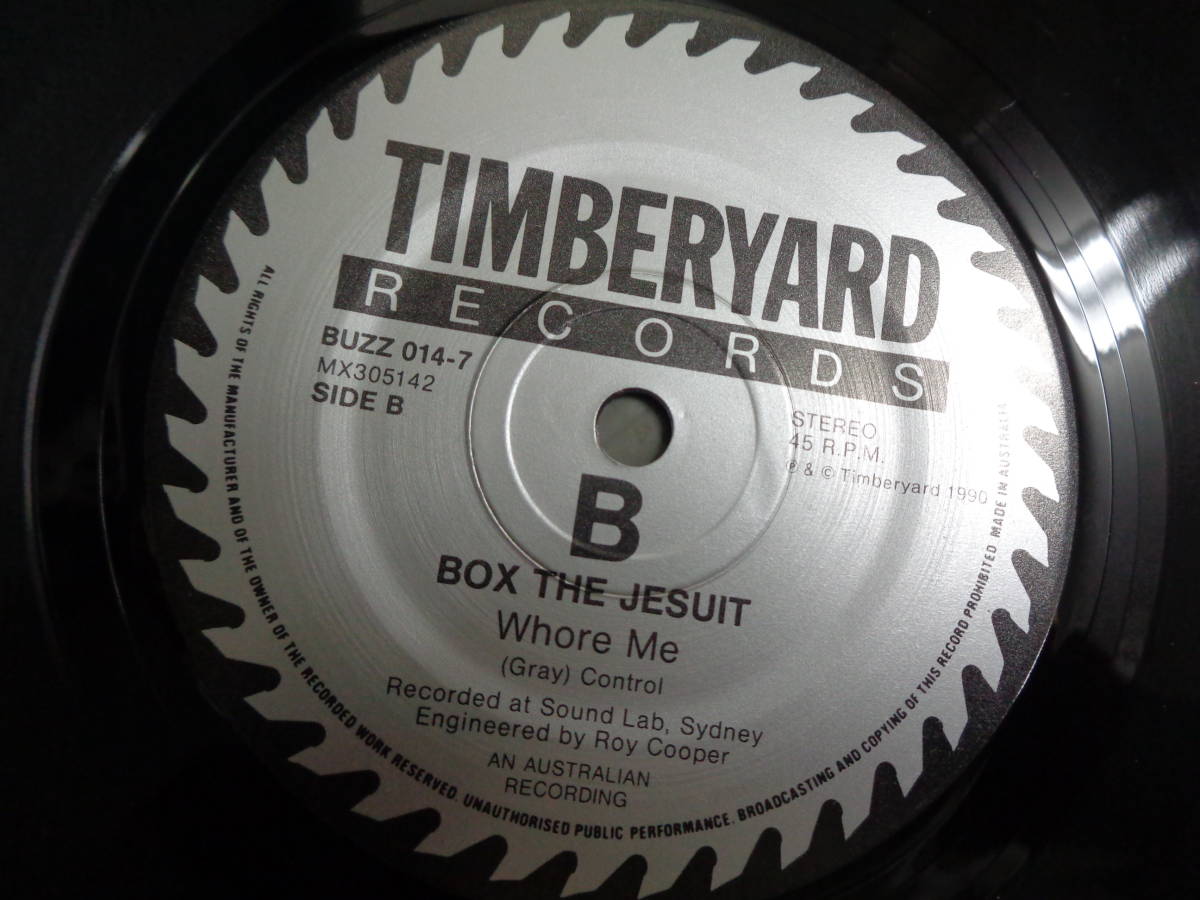 TIMBERYARD
RECORDS
BUZZ 014-7
MX305142
SIDE B
STEREO
45 R.P.M.
℗ & © Timberyard 1990
B
BOX THE JESUIT
Whore Me
(Gray) Control
Recorded at Sound Lab, Sydney
Engineered by Roy Cooper
AN AUSTRALIAN
RECORDING
ALL RIGHTS OF THE MANUFACTURER AND OF THE OWNER OF THE RECORDED WORK RESERVED. UNAUTHORISED PUBLIC PERFORMANCE. BROADCASTING AND COPYING OF THIS RECORD PROHIBITED MADE IN AUSTRALIA